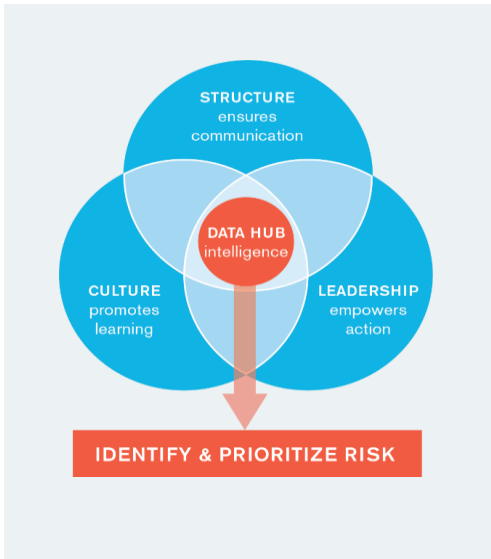 STRUCTURE
ensures
communication
DATA HUB
intelligence
CULTURE
promotes
learning
LEADERSHIP
empowers
action
IDENTIFY & PRIORITIZE RISK